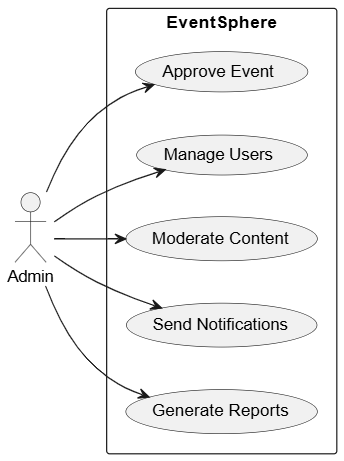 EventSphere
Approve Event
Manage Users
Moderate Content
Admin
Send Notifications
Generate Reports